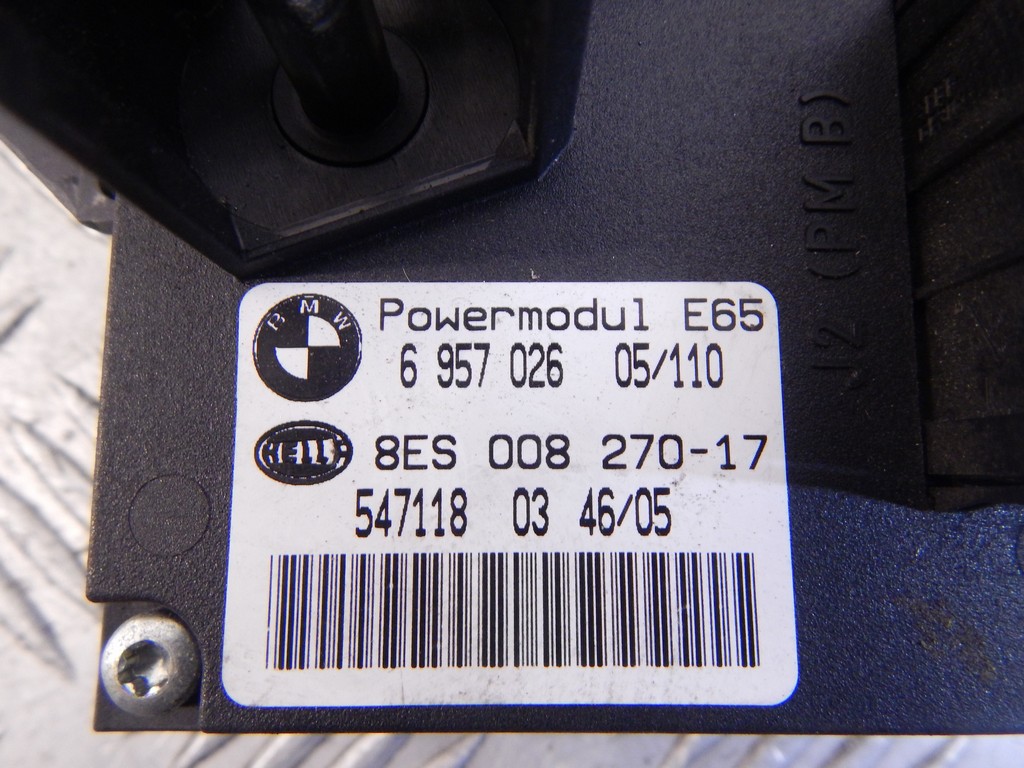 J2 (PM B)
BMW
Powermodul E65
6 957 026 05/110
HELLA
8ES 008 270-17
547118 03 46/05